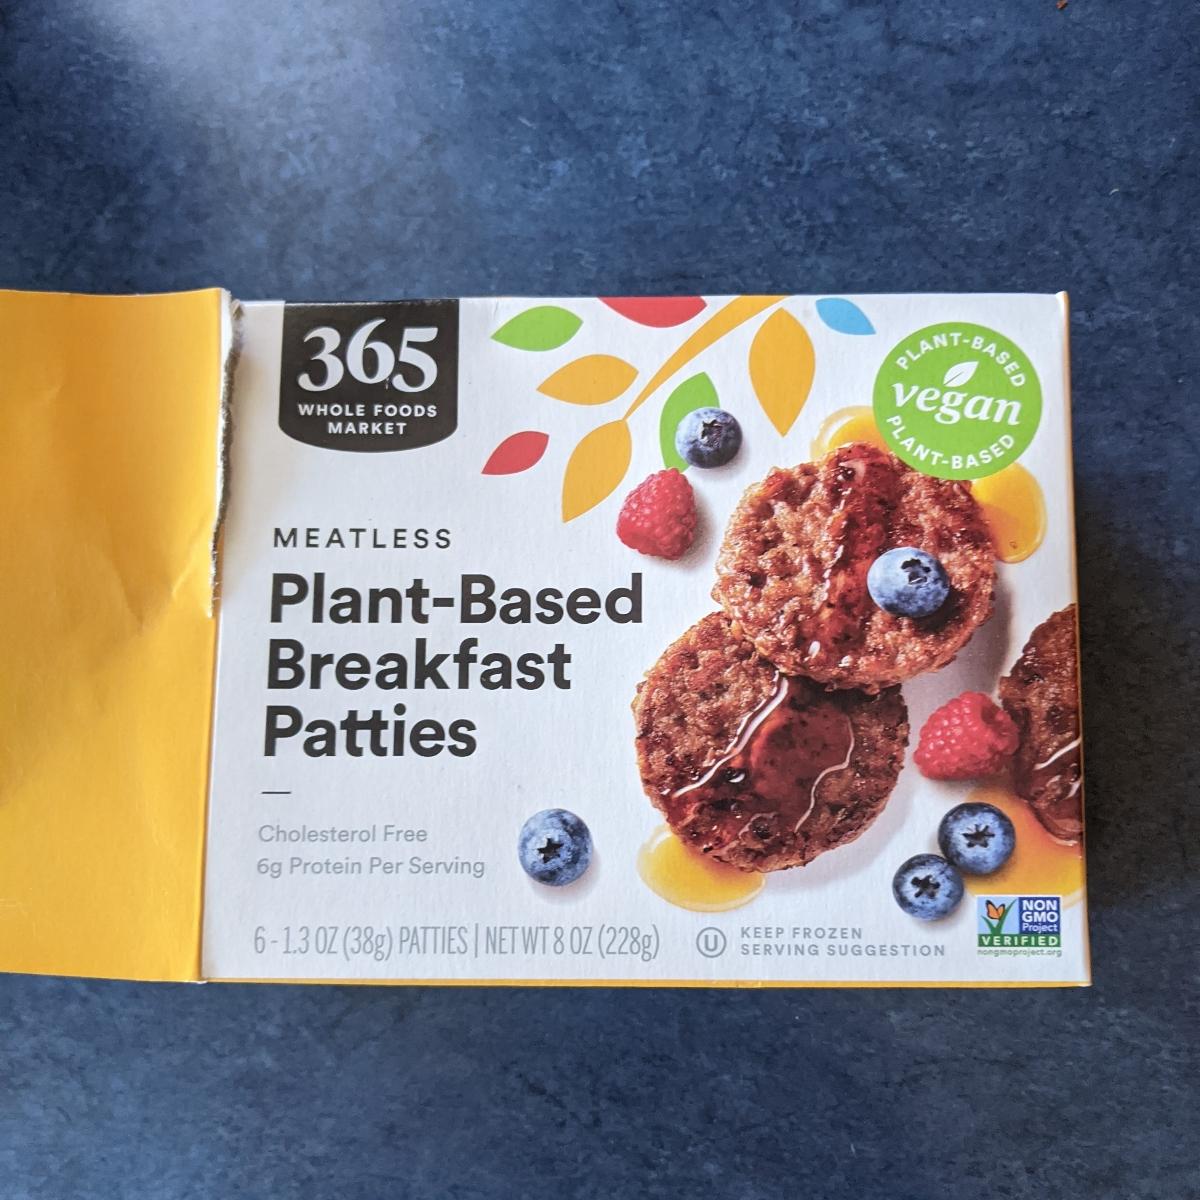 365
WHOLE FOODS
MARKET
PLANT-BASED
vegan
PLANT-BASED
MEATLESS
Plant-Based
Breakfast
Patties
Cholesterol Free
6g Protein Per Serving
6 - 1.3 OZ (38g) PATTIES | NET WT 8 OZ (228g)
U
KEEP FROZEN
SERVING SUGGESTION
NON
GMO
Project
VERIFIED
nongmoproject.org